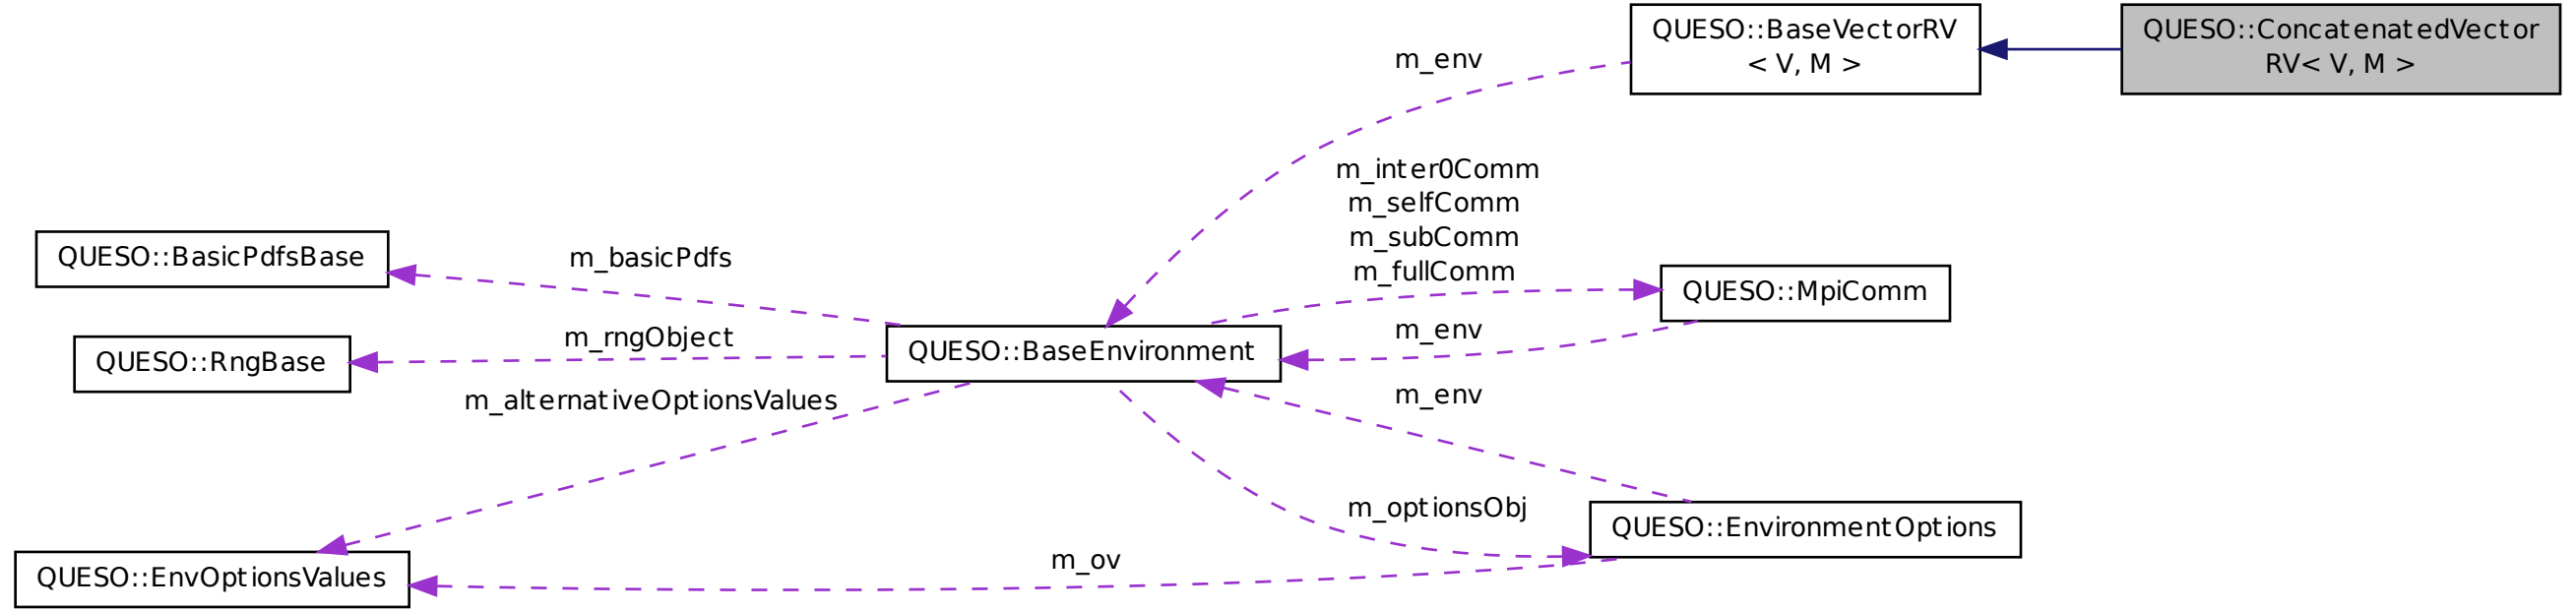 QUESO::BaseVectorRV
< V, M >
QUESO::ConcatenatedVector
RV< V, M >
m_env
m_inter0Comm
m_selfComm
m_subComm
m_fullComm
QUESO::BasicPdfsBase
m_basicPdfs
QUESO::MpiComm
m_rngObject
m_env
QUESO::RngBase
QUESO::BaseEnvironment
m_alternativeOptionsValues
m_env
m_optionsObj
QUESO::EnvironmentOptions
m_ov
QUESO::EnvOptionsValues